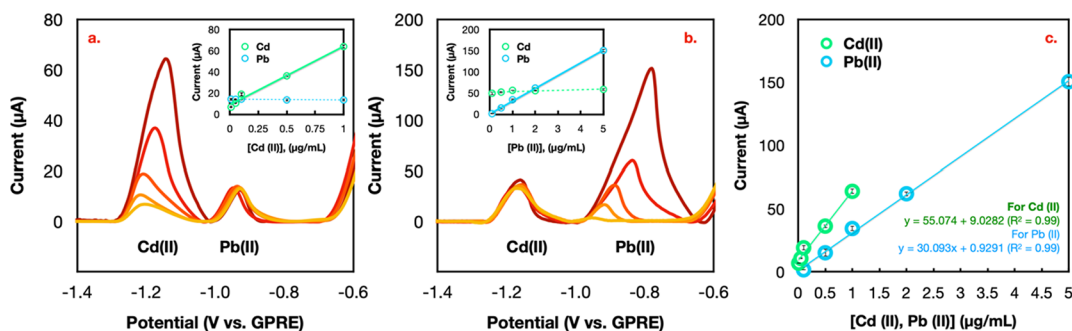 a.
80
60
40
20
0
Current (µA)
-1.4
-1.2
-1.0
-0.8
-0.6
Potential (V vs. GPRE)
Cd(II)
Pb(II)
80
60
40
20
0
Current (µA)
Cd
Pb
0
0.25
0.5
0.75
1
[Cd (II)], (µg/mL)
b.
200
150
100
50
0
Current (µA)
-1.4
-1.2
-1.0
-0.8
-0.6
Potential (V vs. GPRE)
Cd(II)
Pb(II)
200
150
100
50
0
Current (µA)
Cd
Pb
0
1
2
3
4
5
[Pb (II)], (µg/mL)
c.
200
150
100
50
0
Current (µA)
Cd(II)
Pb(II)
For Cd (II)
y = 55.074 + 9.0282 (R² = 0.99)
For Pb (II)
y = 30.093x + 0.9291 (R² = 0.99)
0
0.5
1
1.5
2
2.5
3
3.5
4
4.5
5
[Cd (II), Pb (II)] (µg/mL)